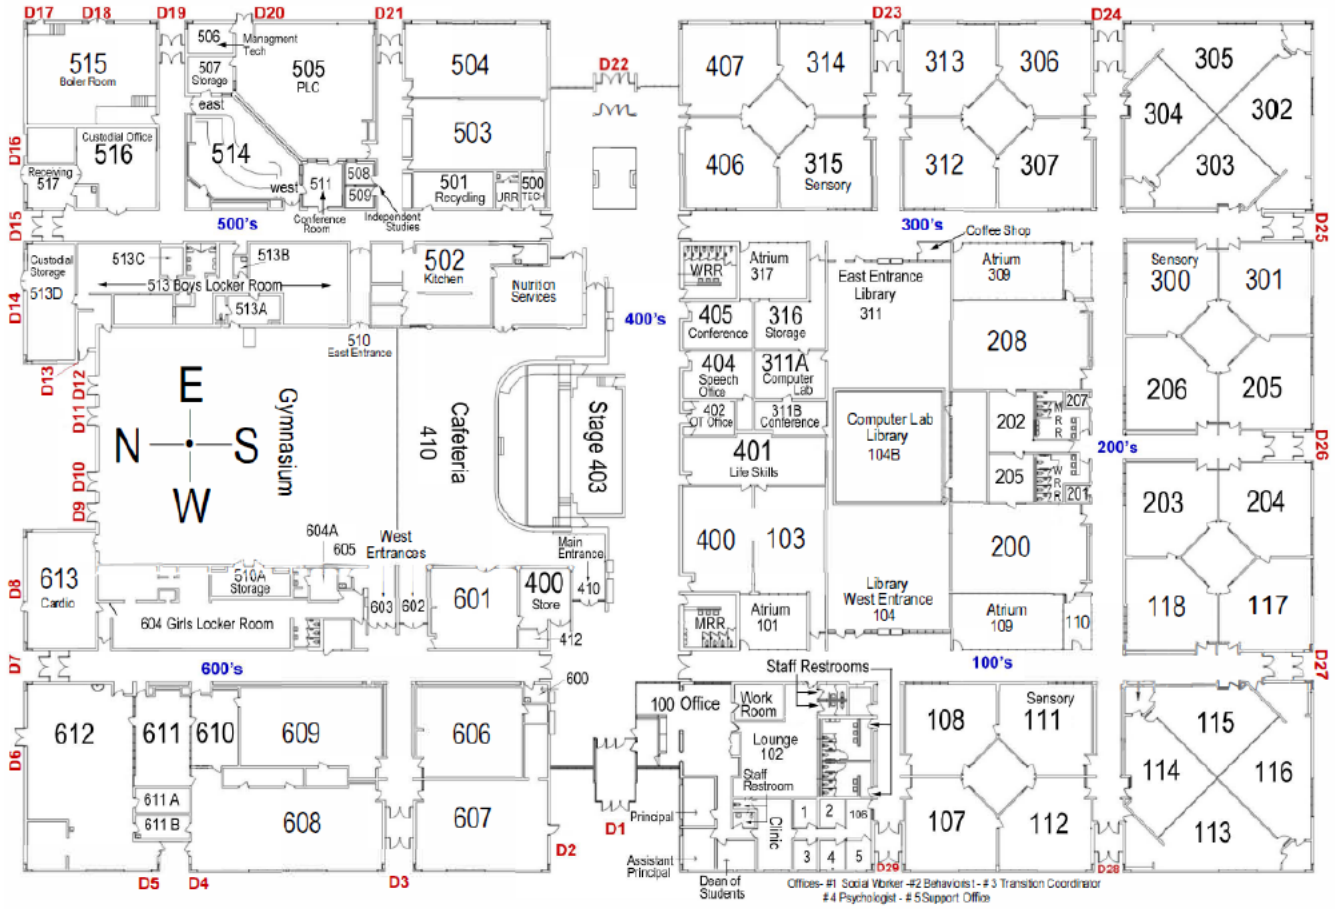 D17
D18
D19
D20
D21
D23
D24
515
Boiler Room
506
Managment
Tech
507
Storage
east
505
PLC
504
D22
407
314
313
306
305
304
302
303
503
D16
Custodial Office
516
Receiving
517
514
west
511
508
509
Conference
Room
Independent
Studies
501
Recycling
URR
500
TECH
406
315
Sensory
312
307
D15
500's
300's
Coffee Shop
D25
Custodial
Storage
513D
513C
513B
513 Boys Locker Room
513A
D14
502
Kitchen
Nutrition
Services
WRR
Atrium
317
East Entrance
Library
311
Atrium
309
Sensory
300
301
510
East Entrance
400's
405
Conference
316
Storage
208
D13
D12
D11
D10
D9
E
N
S
W
Gymnasium
Cafeteria
410
Stage 403
404
Speech
Office
311A
Computer
Lab
402
OT Office
311B
Conference
Computer Lab
Library
104B
202
M
R
R
207
206
205
401
Life Skills
205
W
R
R
201
200's
D26
203
204
604A
605
West
Entrances
Main
Entrance
400
103
200
613
Cardio
D8
510A
Storage
603
602
601
400
Store
410
412
604 Girls Locker Room
MRR
Atrium
101
Library
West Entrance
104
Atrium
109
110
118
117
D7
600's
600
Staff Restrooms
100's
D27
612
611
610
609
606
100 Office
Work
Room
Lounge
102
Staff
Restroom
108
Sensory
111
115
114
116
113
D6
611 A
611 B
608
607
D1
D2
Principal
Assistant
Principal
Dean of
Students
Clinic
1
2
106
3
4
5
107
112
D5
D4
D3
D29
D28
Offices- #1 Social Worker -#2 Behaviorist - # 3 Transition Coordinator
# 4 Psychologist - # 5 Support Office